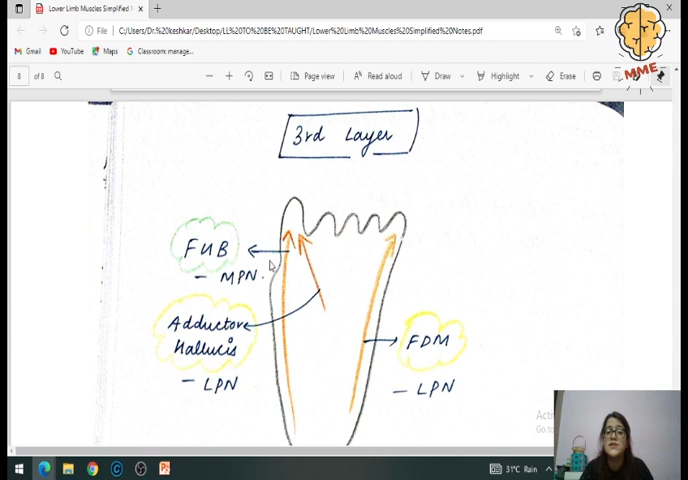 Lower Limb Muscles Simplified
File
C:/Users/Dr.%20keshkar/Desktop/LL%20TO%20BE%20TAUGHT/Lower%20Limb%20Muscles%20Simplified%20Notes.pdf
Gmail
YouTube
Maps
Google Classroom: manage...
8
of 8
Page view
Read aloud
Draw
Highlight
Erase
MME
3rd Layer
FHB
– MPN.
Adductor
Hallucis
– LPN
FDM
– LPN
31°C Rain